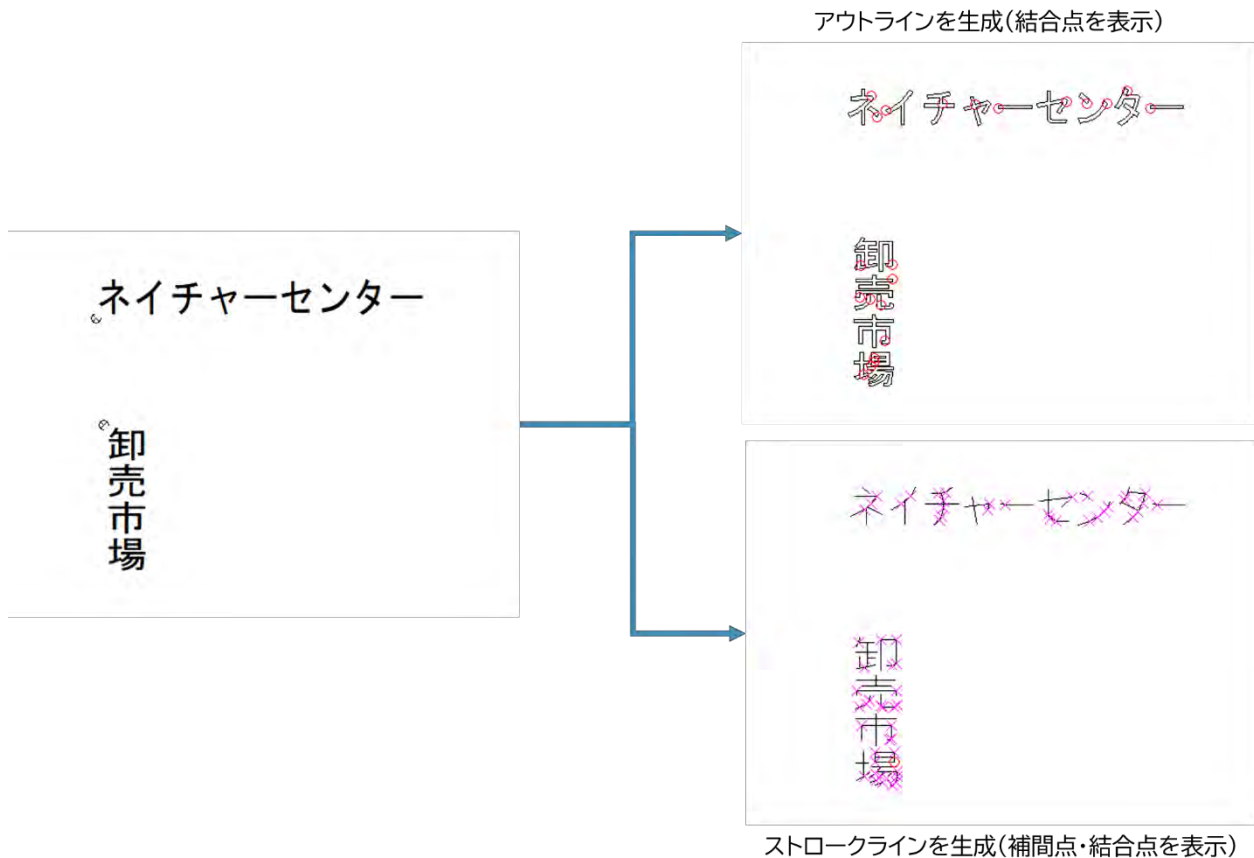 アウトラインを生成(結合点を表示)
ネイチャーセンター
卸売市場
ネイチャーセンター
卸売市場
ネイチャーセンター
卸売市場
ストロークラインを生成(補間点・結合点を表示)